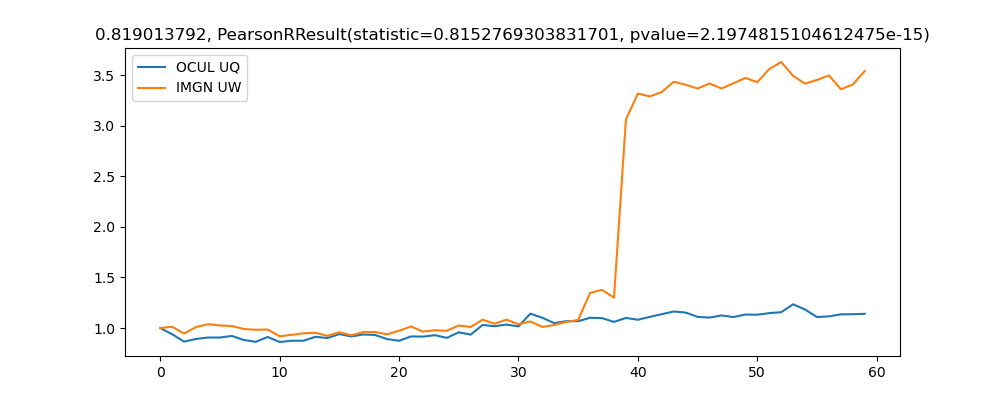 0.819013792, PearsonRResult(statistic=0.8152769303831701, pvalue=2.1974815104612475e-15)
OCUL UQ
IMGN UW
3.5
3.0
2.5
2.0
1.5
1.0
0 10 20 30 40 50 60